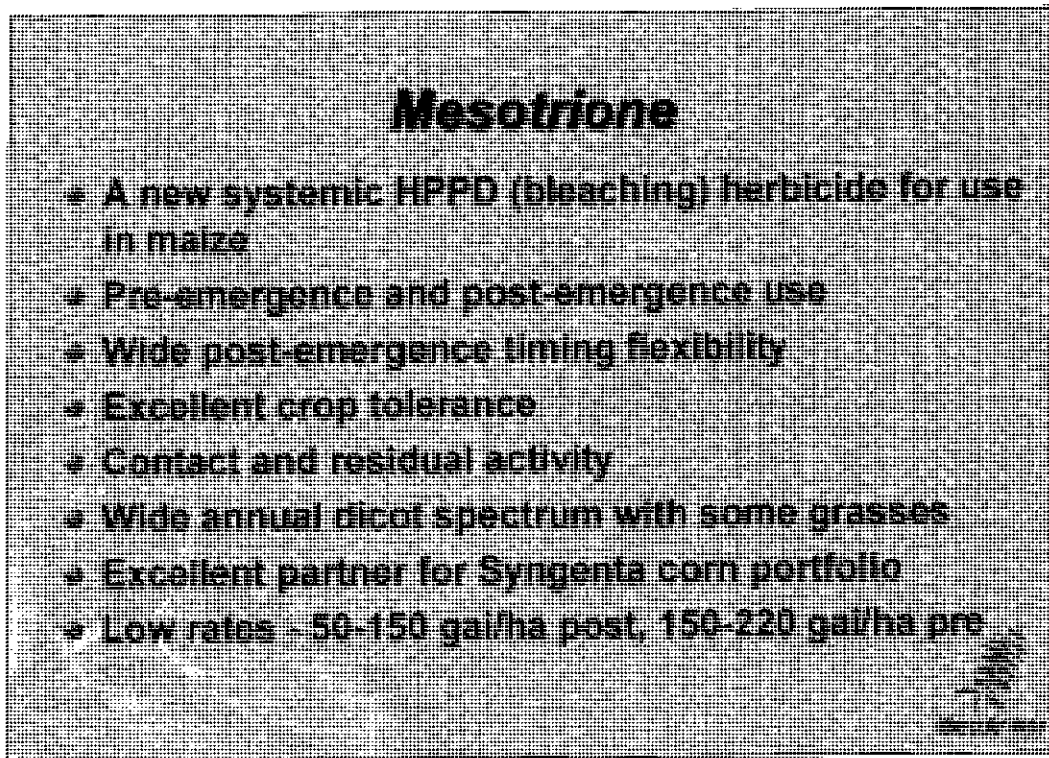 Mesotrione
A new systemic HPPD (bleaching) herbicide for use
in maize
Pre-emergence and post-emergence use
Wide post-emergence timing flexibility
Excellent crop tolerance
Contact and residual activity
Wide annual dicot spectrum with some grasses
Excellent partner for Syngenta corn portfolio
Low rates - 50-150 gai/ha post, 150-220 gai/ha pre